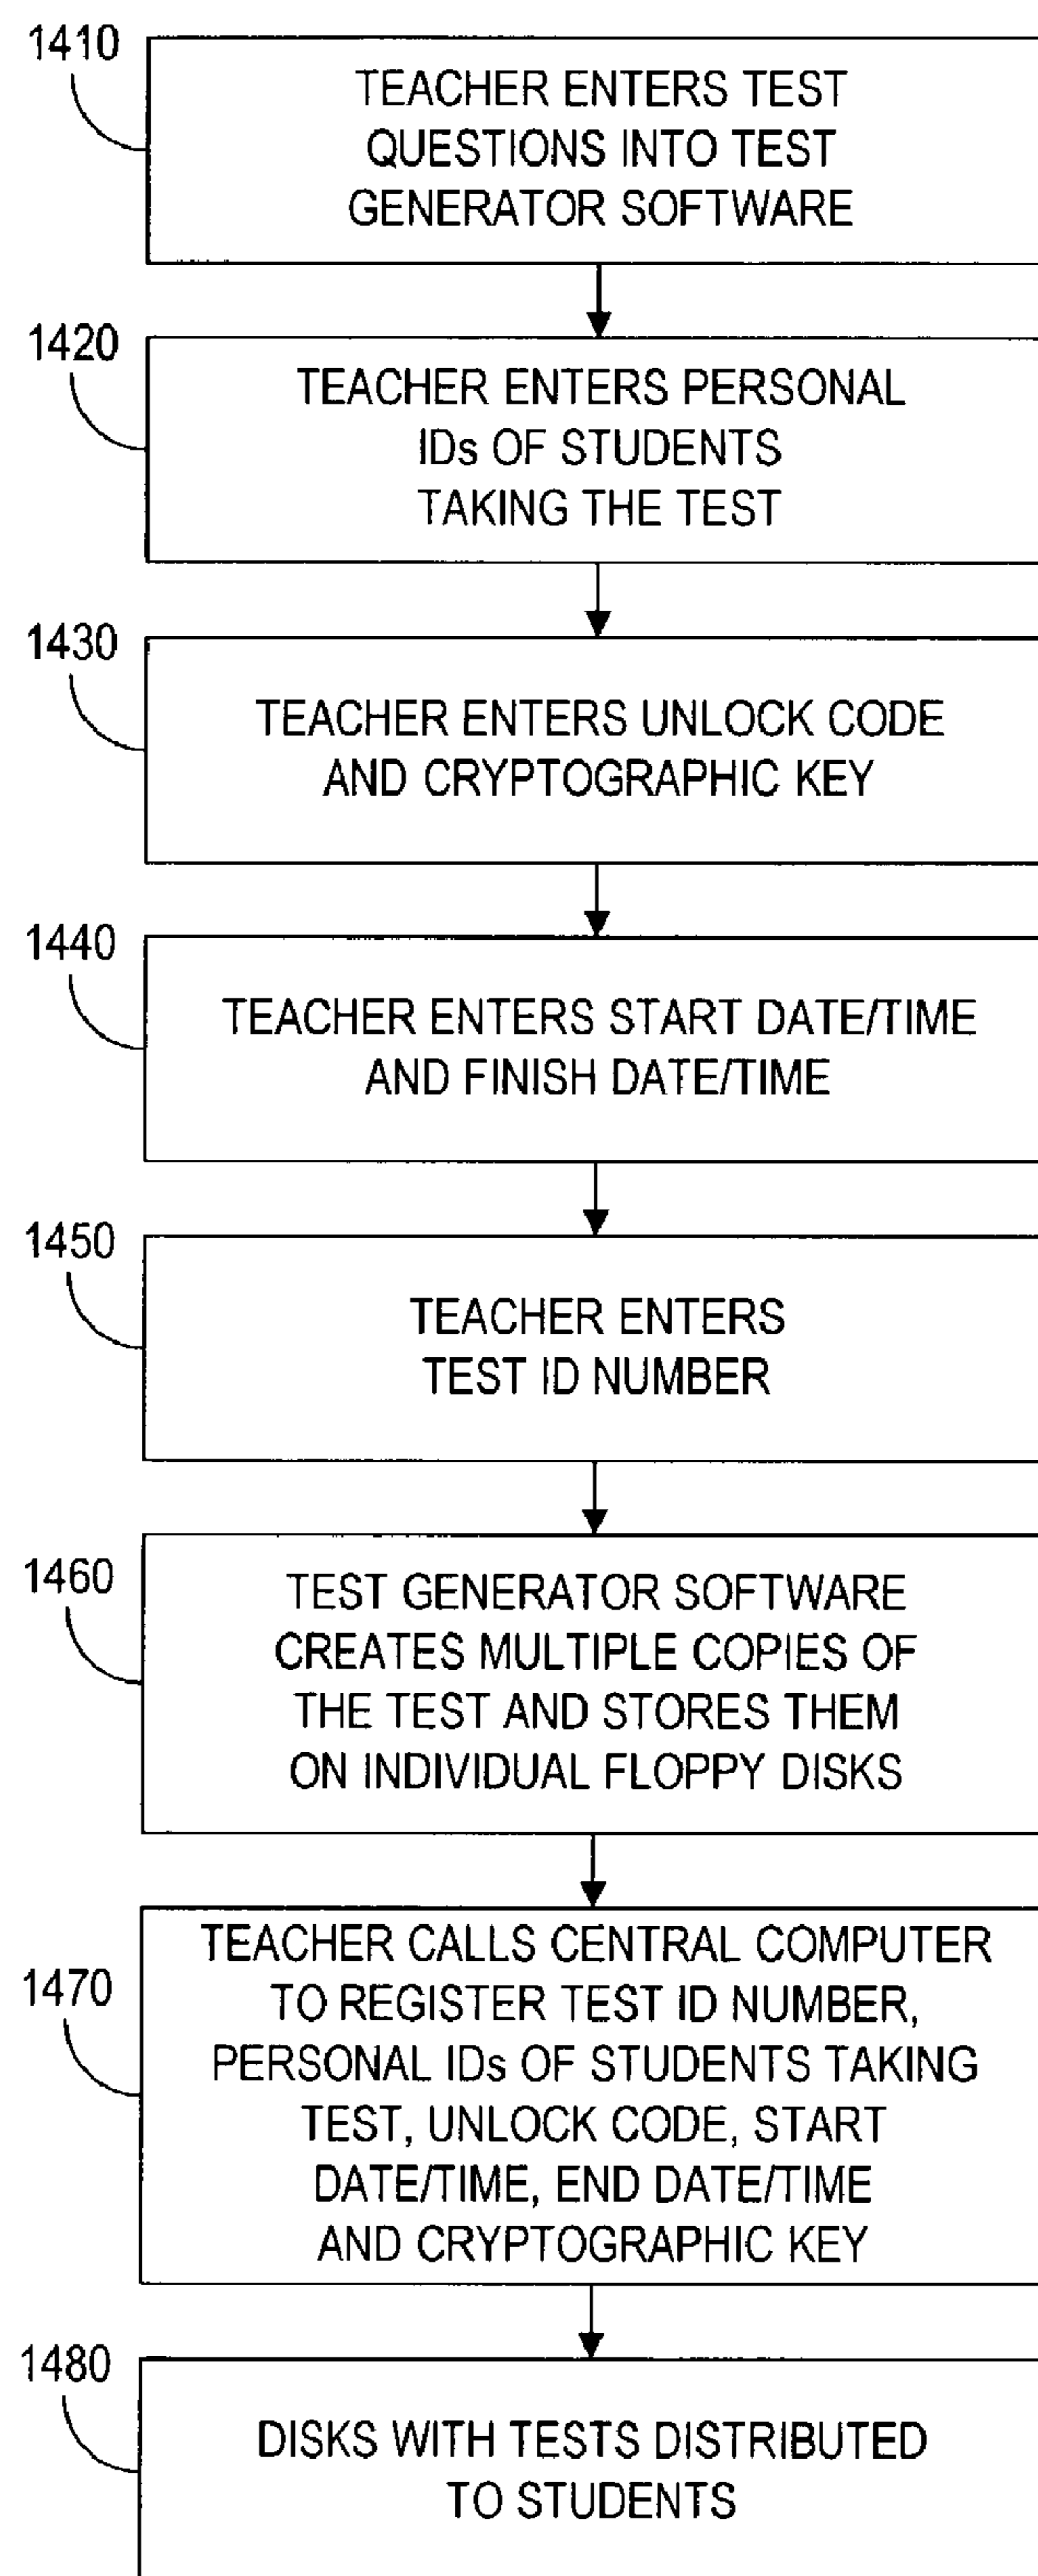 1410
TEACHER ENTERS TEST
QUESTIONS INTO TEST
GENERATOR SOFTWARE
1420
TEACHER ENTERS PERSONAL
IDs OF STUDENTS
TAKING THE TEST
1430
TEACHER ENTERS UNLOCK CODE
AND CRYPTOGRAPHIC KEY
1440
TEACHER ENTERS START DATE/TIME
AND FINISH DATE/TIME
1450
TEACHER ENTERS
TEST ID NUMBER
1460
TEST GENERATOR SOFTWARE
CREATES MULTIPLE COPIES OF
THE TEST AND STORES THEM
ON INDIVIDUAL FLOPPY DISKS
1470
TEACHER CALLS CENTRAL COMPUTER
TO REGISTER TEST ID NUMBER,
PERSONAL IDs OF STUDENTS TAKING
TEST, UNLOCK CODE, START
DATE/TIME, END DATE/TIME
AND CRYPTOGRAPHIC KEY
1480
DISKS WITH TESTS DISTRIBUTED
TO STUDENTS